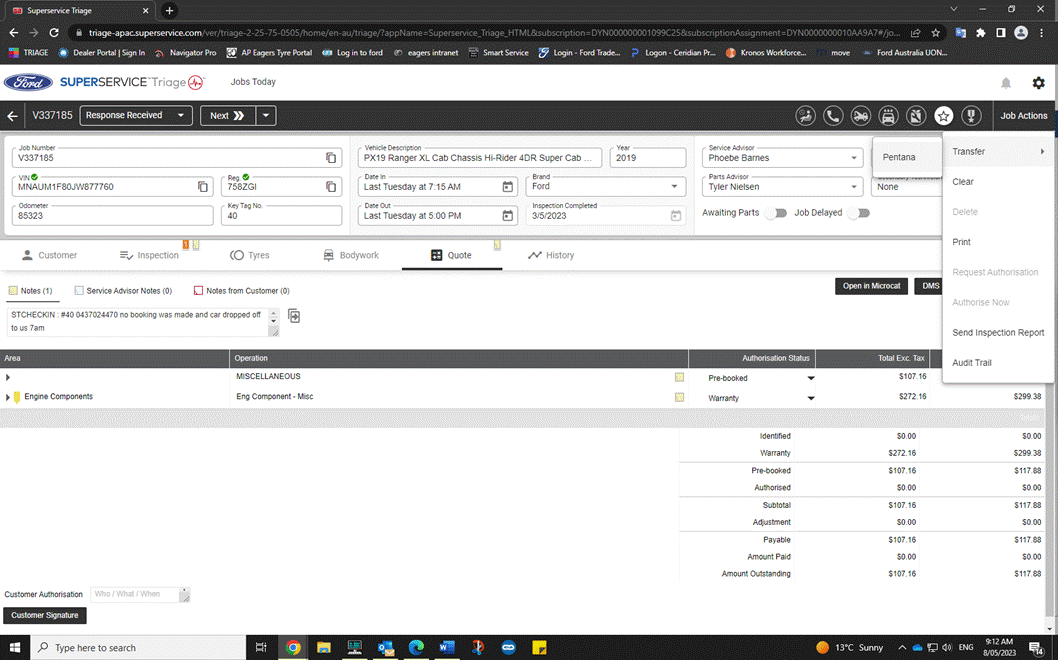 Superservice Triage
triage-apac.superservice.com/ver/triage-2-25-75-0505/home/en-au/triage/?appName=Superservice_Triage_HTML&subscription=DYN000000001099C25&subscriptionAssignment=DYN0000000010AA9A7#/jo...
TRIAGE Dealer Portal | Sign In Navigator Pro AP Eagers Tyre Portal Log in to ford eagers intranet Smart Service Login - Ford Trade... Logon - Ceridian Pr... Kronos Workforce... move Ford Australia UON...
Ford SUPERSERVICE Triage Jobs Today
V337185 Response Received Next Job Actions
Job Number
V337185
VIN
MNAUM1F80JW877760
Reg.
758ZGI
Odometer
85323
Key Tag No.
40
Vehicle Description
PX19 Ranger XL Cab Chassis Hi-Rider 4DR Super Cab ...
Year
2019
Date In
Last Tuesday at 7:15 AM
Brand
Ford
Date Out
Last Tuesday at 5:00 PM
Inspection Completed
3/5/2023
Service Advisor
Phoebe Barnes
Parts Advisor
Tyler Nielsen
None
Awaiting Parts Job Delayed
Pentana
Transfer
Clear
Delete
Print
Request Authorisation
Authorise Now
Send Inspection Report
Audit Trail
Customer Inspection 1 Tyres Bodywork Quote History
Notes (1) Service Advisor Notes (0) Notes from Customer (0)
Open in Microcat DMS
STCHECKIN : #40 0437024470 no booking was made and car dropped off
to us 7am
Area Operation Authorisation Status Total Exc. Tax
MISCELLANEOUS Pre-booked $107.16
Engine Components Eng Component - Misc Warranty $272.16 $299.38
Identified $0.00 $0.00
Warranty $272.16 $299.38
Pre-booked $107.16 $117.88
Authorised $0.00 $0.00
Subtotal $107.16 $117.88
Adjustment $0.00 $0.00
Payable $107.16 $117.88
Amount Paid $0.00 $0.00
Amount Outstanding $107.16 $117.88
Customer Authorisation Who / What / When
Customer Signature
Type here to search
13°C Sunny ENG
9:12 AM
8/05/2023
14